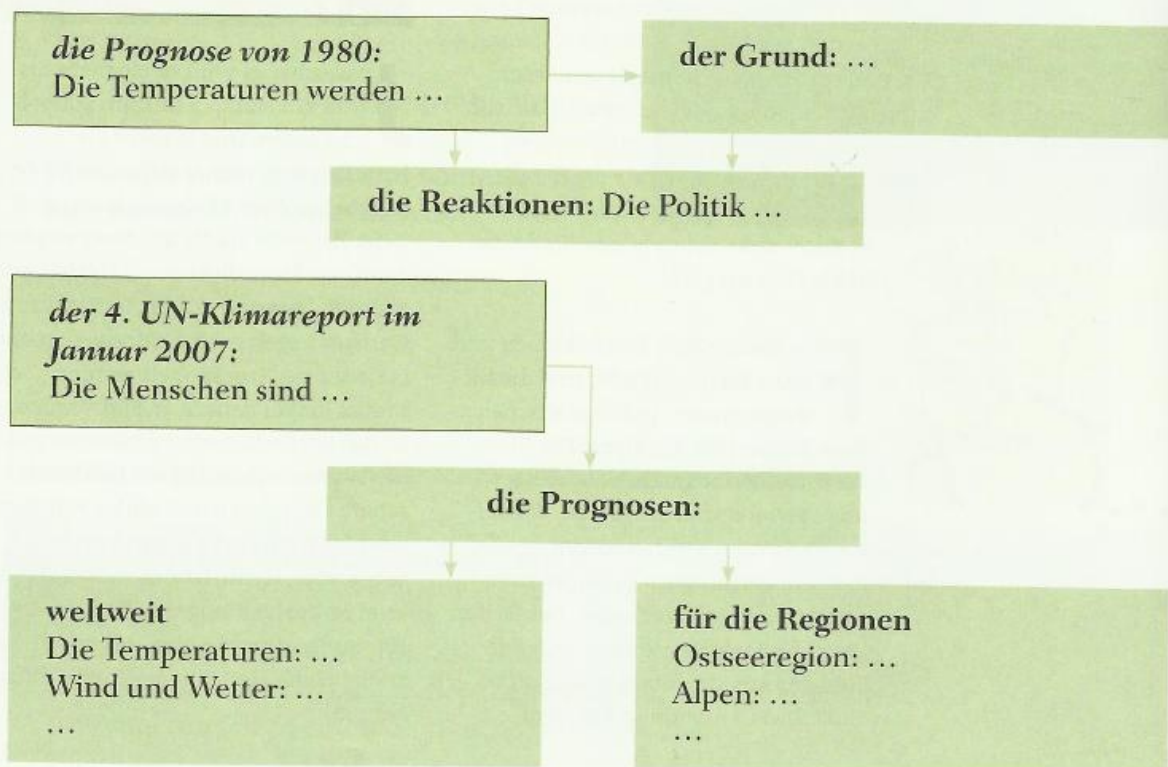 die Prognose von 1980:
Die Temperaturen werden …
der Grund: …
die Reaktionen: Die Politik …
der 4. UN-Klimareport im
Januar 2007:
Die Menschen sind …
die Prognosen:
weltweit
Die Temperaturen: …
Wind und Wetter: …
…
für die Regionen
Ostseeregion: …
Alpen: …
…